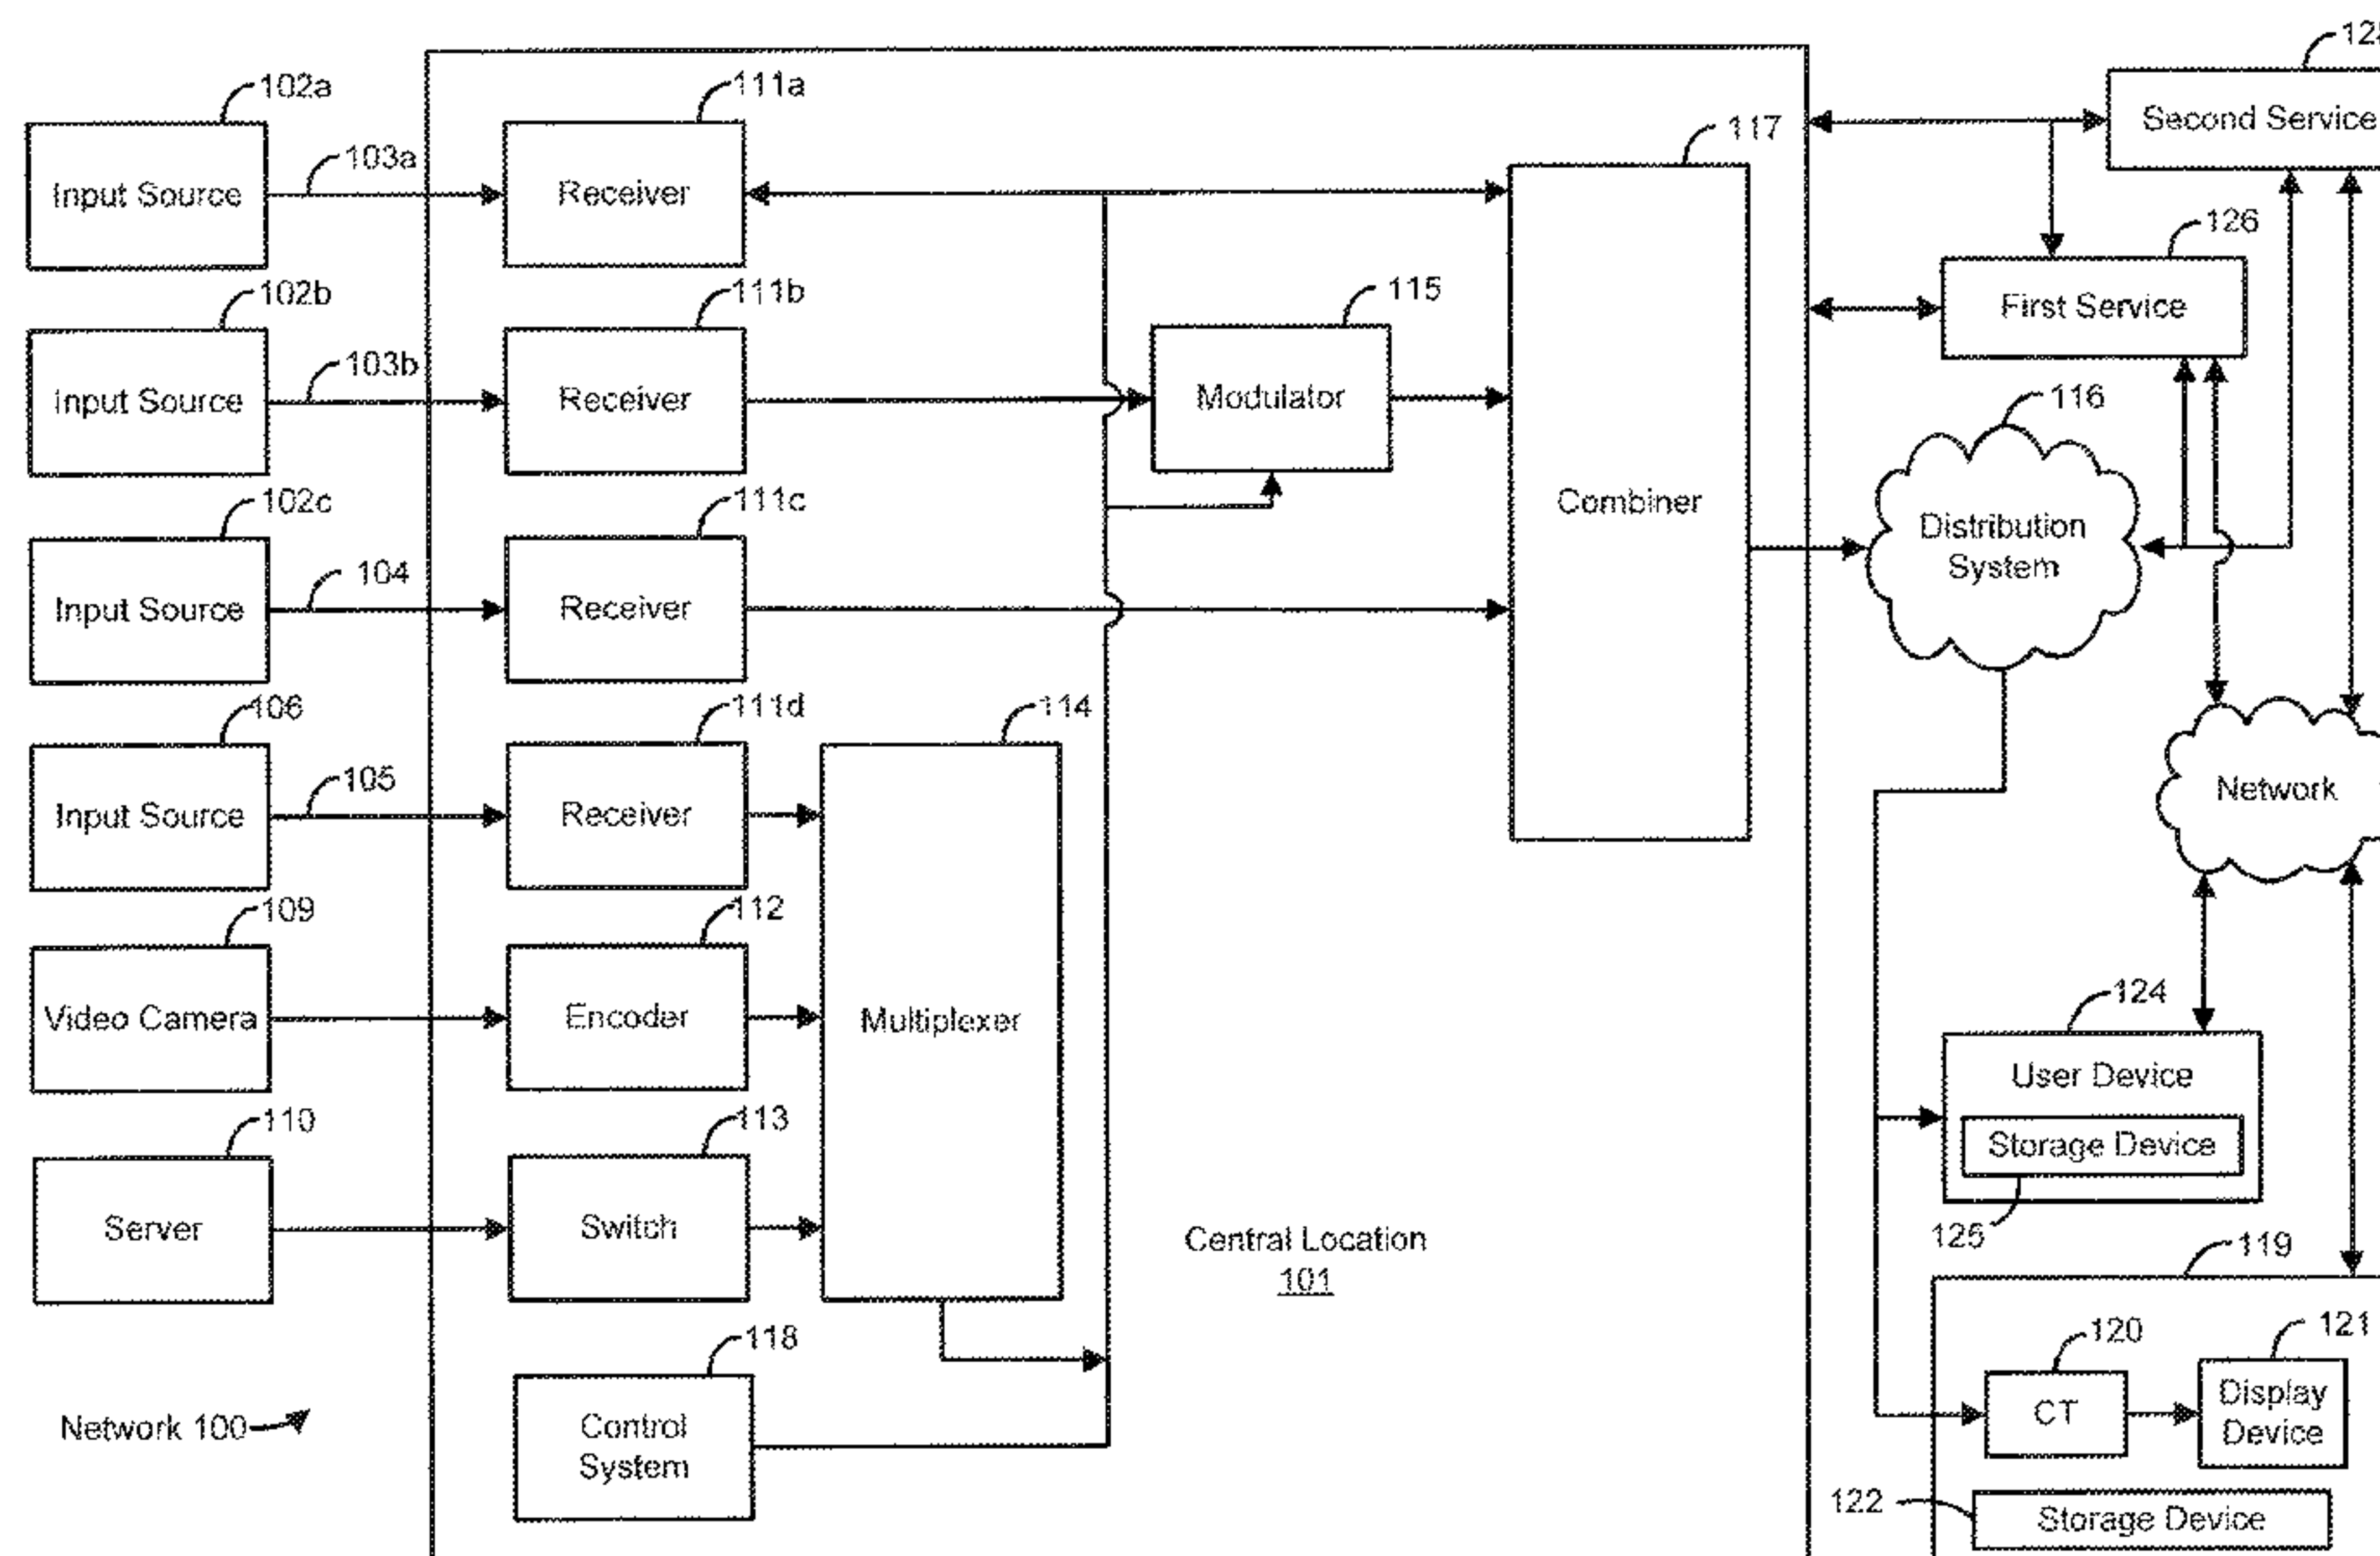 102a
111a
103a
117
Second Service
Input Source
Receiver
126
102b
111b
115
First Service
103b
Input Source
Receiver
Modulator
116
102c
111c
Combiner
Distribution
System
104
Input Source
Receiver
106
111d
114
105
Network
Input Source
Receiver
109
112
124
Video Camera
Encoder
Multiplexer
User Device
110
113
Storage Device
Server
Switch
Central Location
101
125
119
118
120
121
Network 100
Control
System
CT
Display
Device
122
Storage Device